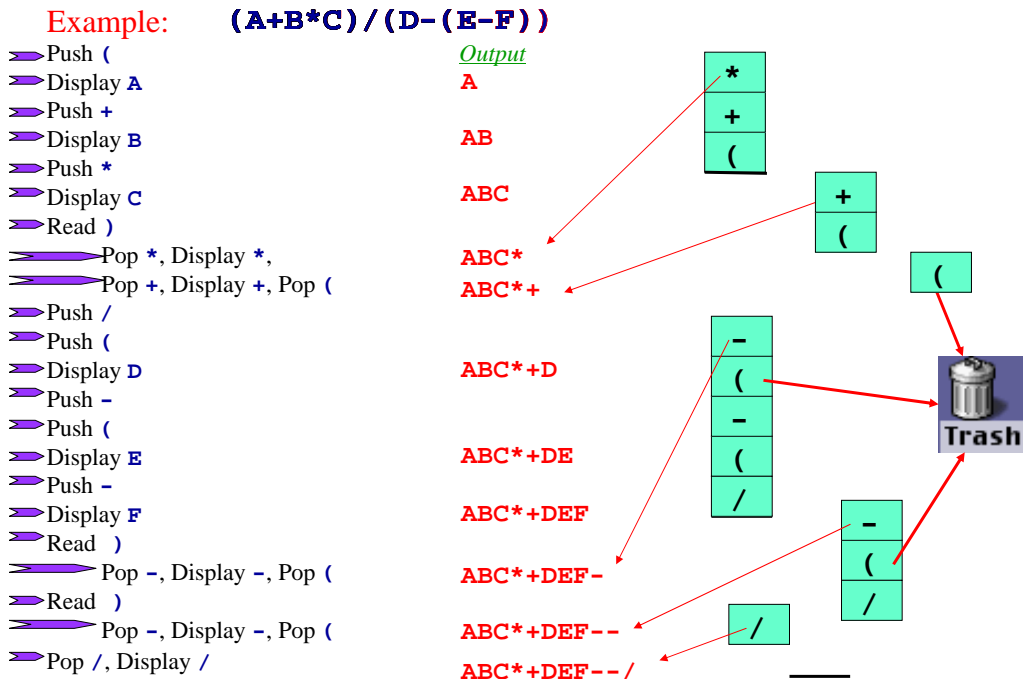 Example: (A+B*C)/(D-(E-F))
Push ( Output
Display A A
Push +
Display B AB
Push *
Display C ABC
Read )
Pop *, Display *, ABC*
Pop +, Display +, Pop ( ABC*+
Push /
Push (
Display D ABC*+D
Push -
Push (
Display E ABC*+DE
Push -
Display F ABC*+DEF
Read )
Pop -, Display -, Pop ( ABC*+DEF-
Read )
Pop -, Display -, Pop ( ABC*+DEF--
Pop /, Display / ABC*+DEF--/
*
+
(
+
(
(
-
(
-
(
/
Trash
-
(
/
/